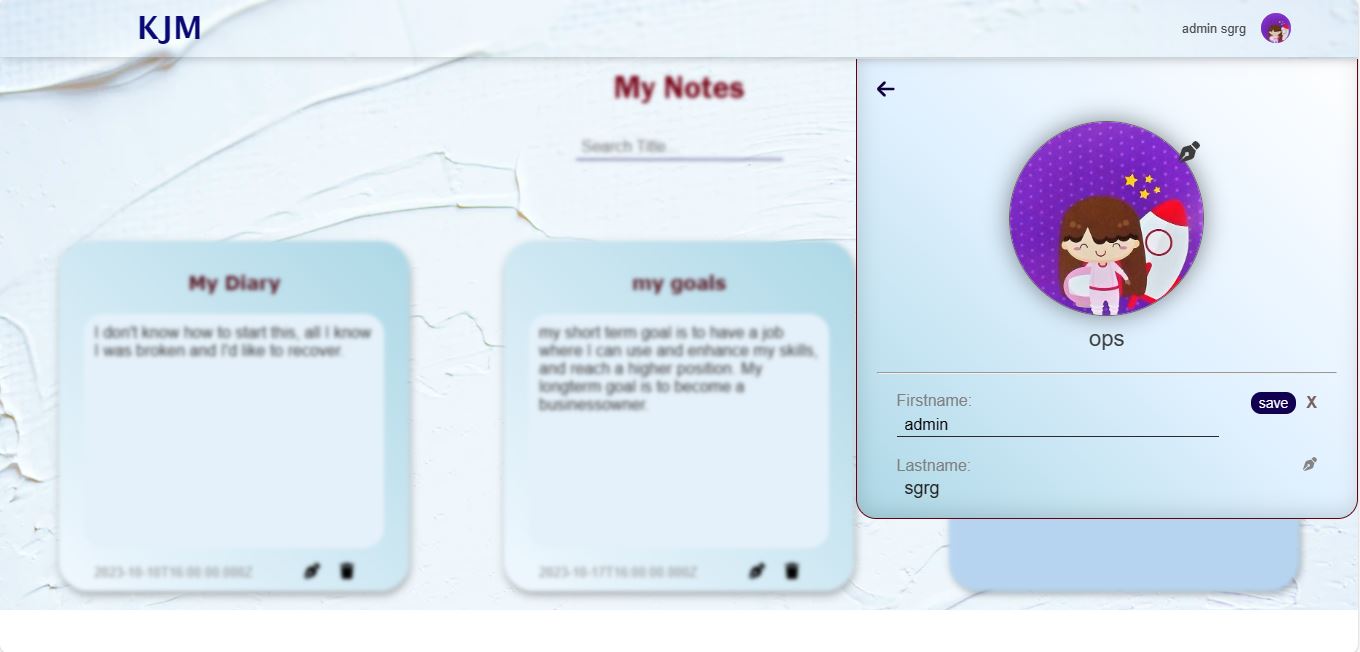 KJM
admin sgrg
My Notes
Search Title...
My Diary
I don't know how to start this, all I know
I was broken and I'd like to recover.
2023-10-10T16:00:00.000Z
my goals
my short term goal is to have a job
where I can use and enhance my skills,
and reach a higher position. My
longterm goal is to become a
businessowner.
2023-10-17T16:00:00.000Z
ops
Firstname:
save X
admin
Lastname:
sgrg